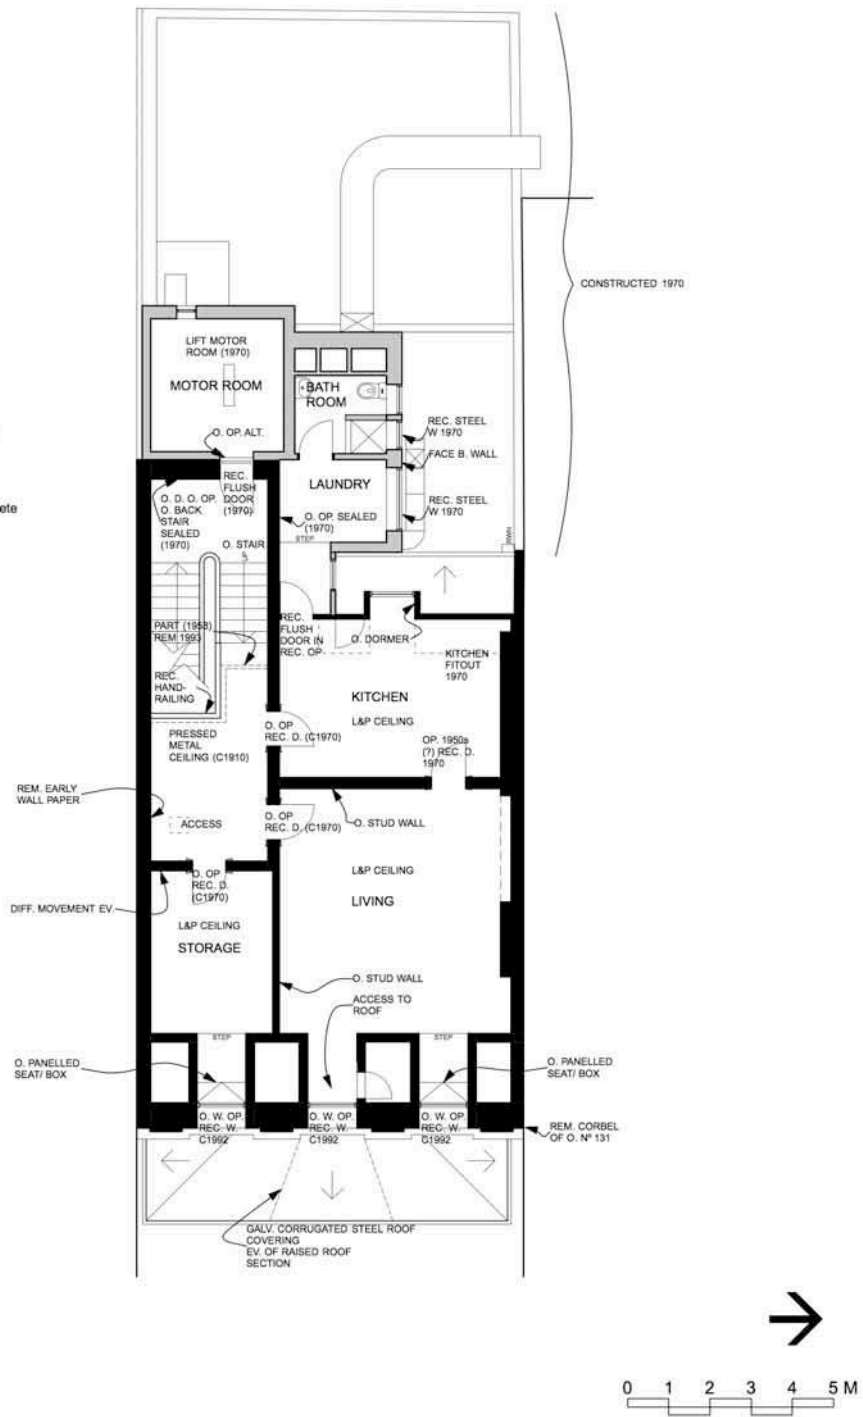 CONSTRUCTED 1970
LIFT MOTOR
ROOM (1970)
MOTOR ROOM
BATH
ROOM
O. OP. ALT.
REC. STEEL
W 1970
FACE B. WALL
REC.
FLUSH
DOOR
(1970)
LAUNDRY
REC. STEEL
W 1970
ete
O. D. O. OP.
O. BACK
STAIR
SEALED
(1970)
O. OP. SEALED
(1970)
STEP
RWH
O. STAIR
PART (1958)
REM 1993
REC.
FLUSH
DOOR IN
REC. OP
O. DORMER
KITCHEN
FITOUT
1970
REC.
HAND-
RAILING
KITCHEN
L&P CEILING
PRESSED
METAL
CEILING (C1910)
O. OP
REC. D. (C1970)
OP. 1950s
(?) REC. D.
1970
REM. EARLY
WALL PAPER
ACCESS
O. OP
REC. D. (C1970)
O. STUD WALL
O. OP
REC. D.
(C1970)
L&P CEILING
LIVING
DIFF. MOVEMENT EV.
L&P CEILING
STORAGE
O. STUD WALL
ACCESS TO
ROOF
STEP
STEP
O. PANELLED
SEAT/ BOX
O. PANELLED
SEAT/ BOX
O. W. OP.
REC. W.
C1992
O. W. OP.
REC. W.
C1992
O. W. OP.
REC. W.
C1992
REM. CORBEL
OF O. Nº 131
GALV. CORRUGATED STEEL ROOF
COVERING
EV. OF RAISED ROOF
SECTION
0 1 2 3 4 5 M